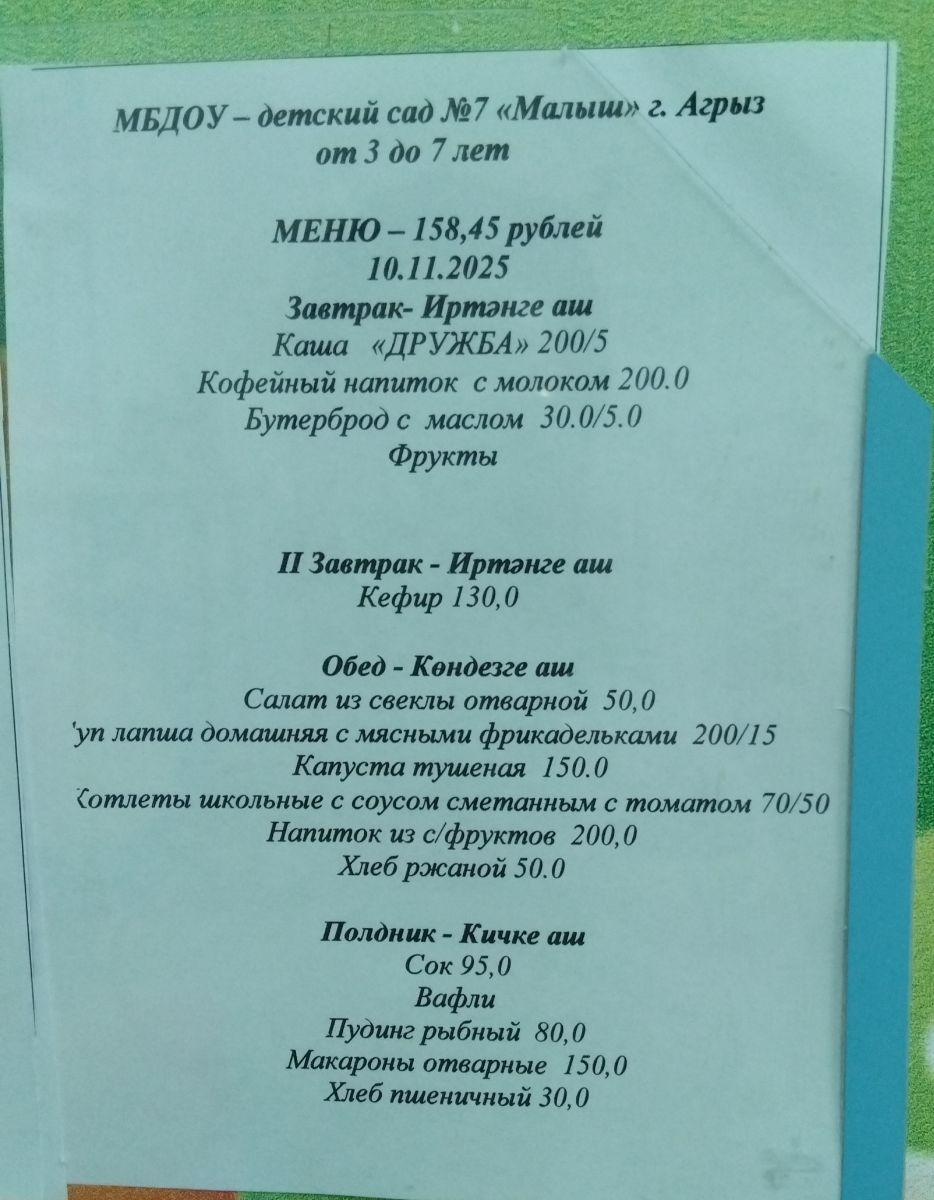 МБДОУ – детский сад №7 «Малыш» г. Агрыз
от 3 до 7 лет
МЕНЮ – 158,45 рублей
10.11.2025
Завтрак- Иртәнге аш
Каша «ДРУЖБА» 200/5
Кофейный напиток с молоком 200.0
Бутерброд с маслом 30.0/5.0
Фрукты
II Завтрак - Иртәнге аш
Кефир 130,0
Обед - Көндезге аш
Салат из свеклы отварной 50,0
уп лапша домашняя с мясными фрикадельками 200/15
Капуста тушеная 150.0
Котлеты школьные с соусом сметанным с томатом 70/50
Напиток из с/фруктов 200,0
Хлеб ржаной 50.0
Полдник - Кичке аш
Сок 95,0
Вафли
Пудинг рыбный 80,0
Макароны отварные 150,0
Хлеб пшеничный 30,0